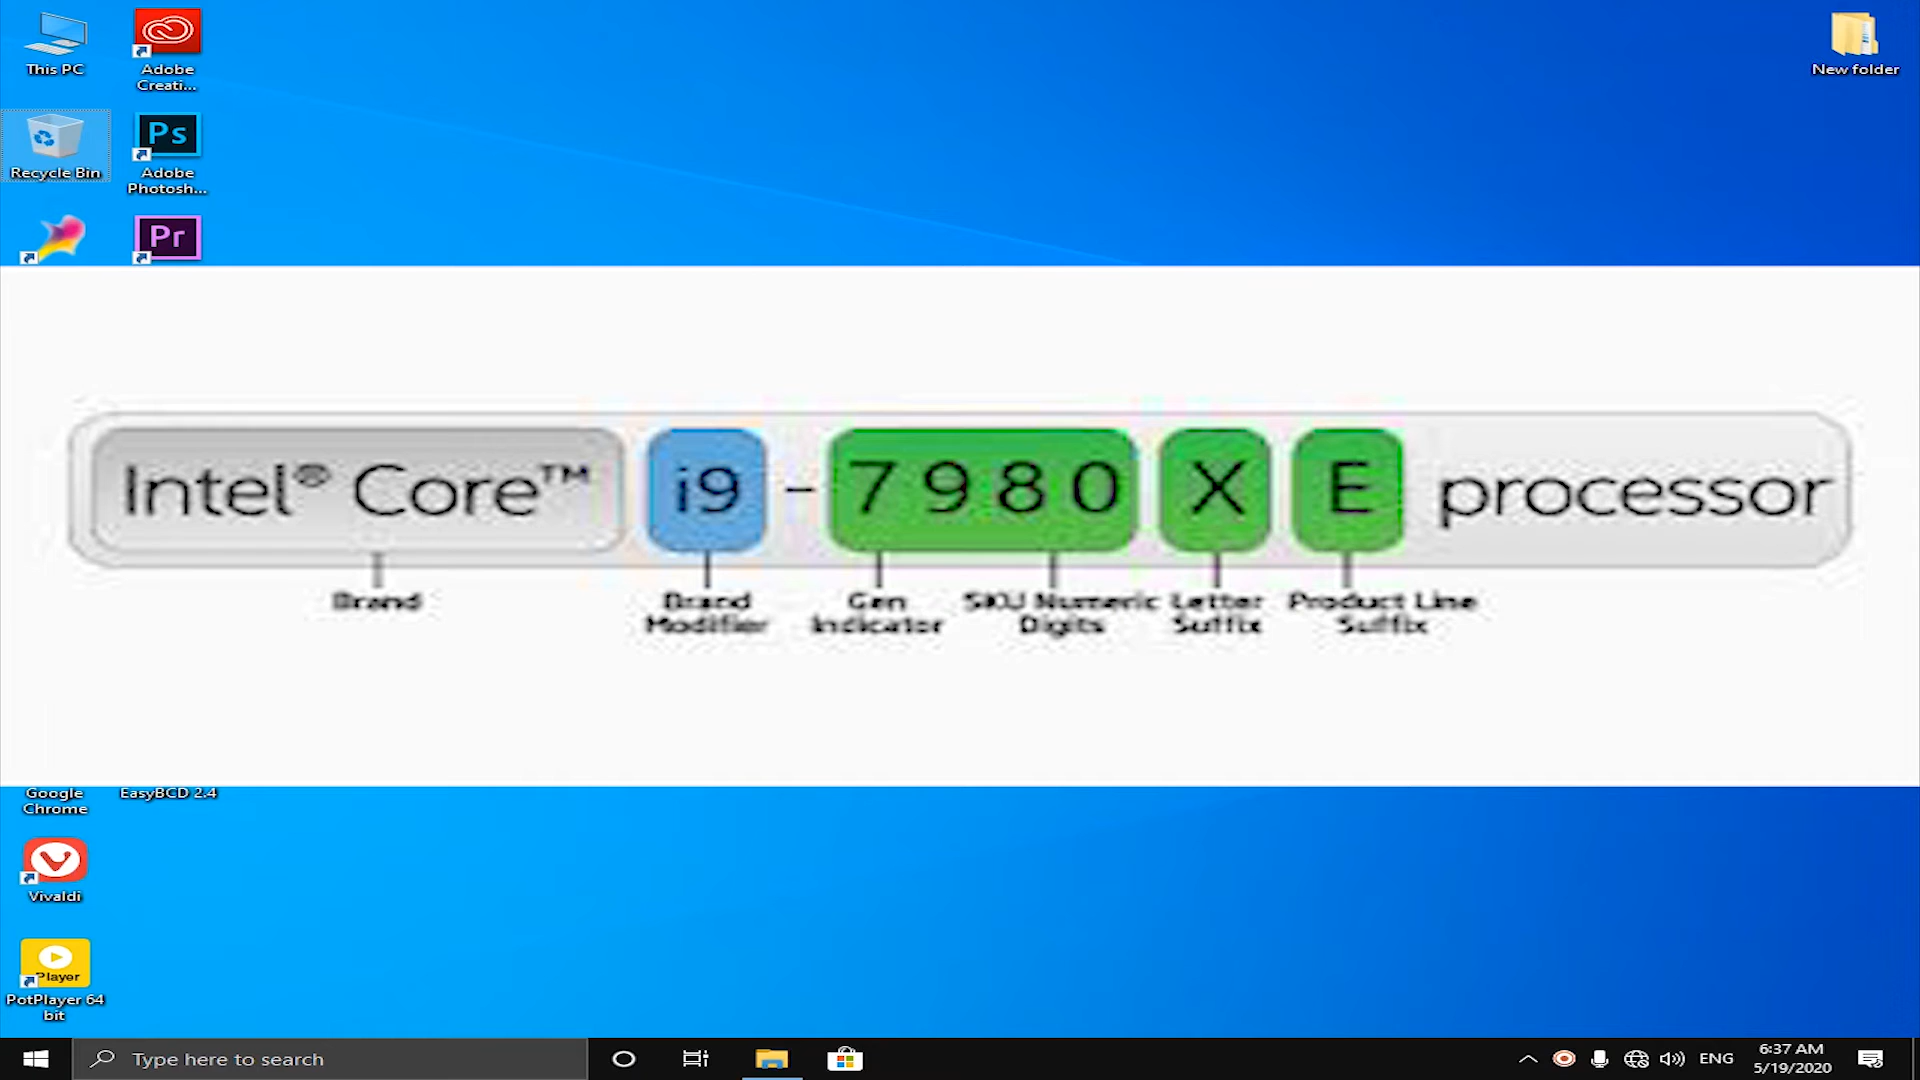 This PC
Adobe
Creati...
New folder
Recycle Bin
Ps
Adobe
Photosh...
Pr
Intel® Core™ i9 - 7980 X E processor
Brand
Brand
Modifier
Gen
Indicator
SKU Numeric
Digits
Letter
Suffix
Product Line
Suffix
Google
Chrome
EasyBCD 2.4
Vivaldi
Player
PotPlayer 64
bit
Type here to search
ENG
6:37 AM
5/19/2020